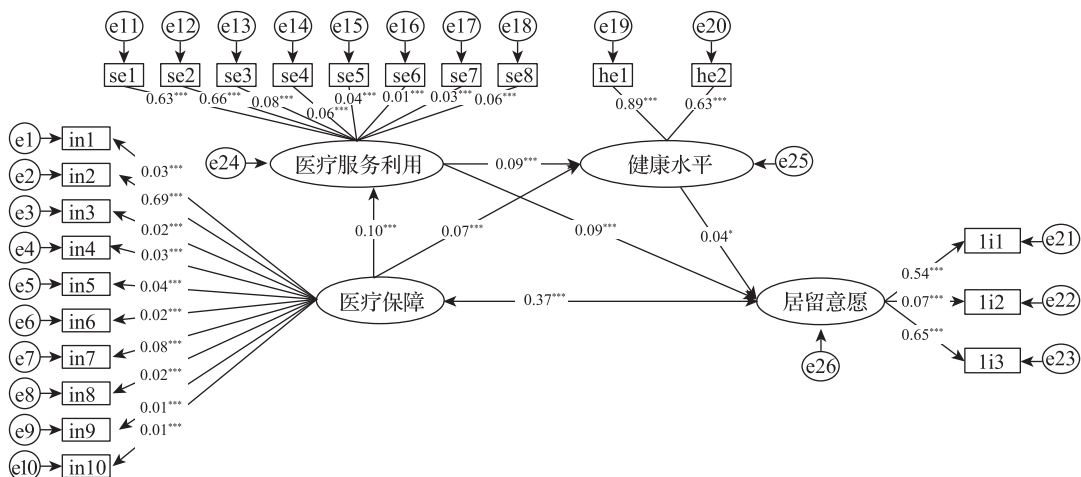 e11 e12 e13 e14 e15 e16 e17 e18 e19 e20
se1 se2 se3 se4 se5 se6 se7 se8 he1 he2
0.63*** 0.66*** 0.08*** 0.06*** 0.04*** 0.01*** 0.03*** 0.06*** 0.89*** 0.63***
e24 医疗服务利用 0.09*** 健康水平 e25
e1 in1
0.03***
e2 in2
0.69***
e3 in3
0.02***
e4 in4
0.03***
e5 in5
0.04***
e6 in6
0.02***
e7 in7
0.08***
e8 in8
0.02***
e9 in9
0.01***
e10 in10
0.01***
0.10*** 0.07*** 0.09*** 0.04*
医疗保障 0.37*** 居留意愿
e26
0.54*** 1i1 e21
0.07*** 1i2 e22
0.65*** 1i3 e23